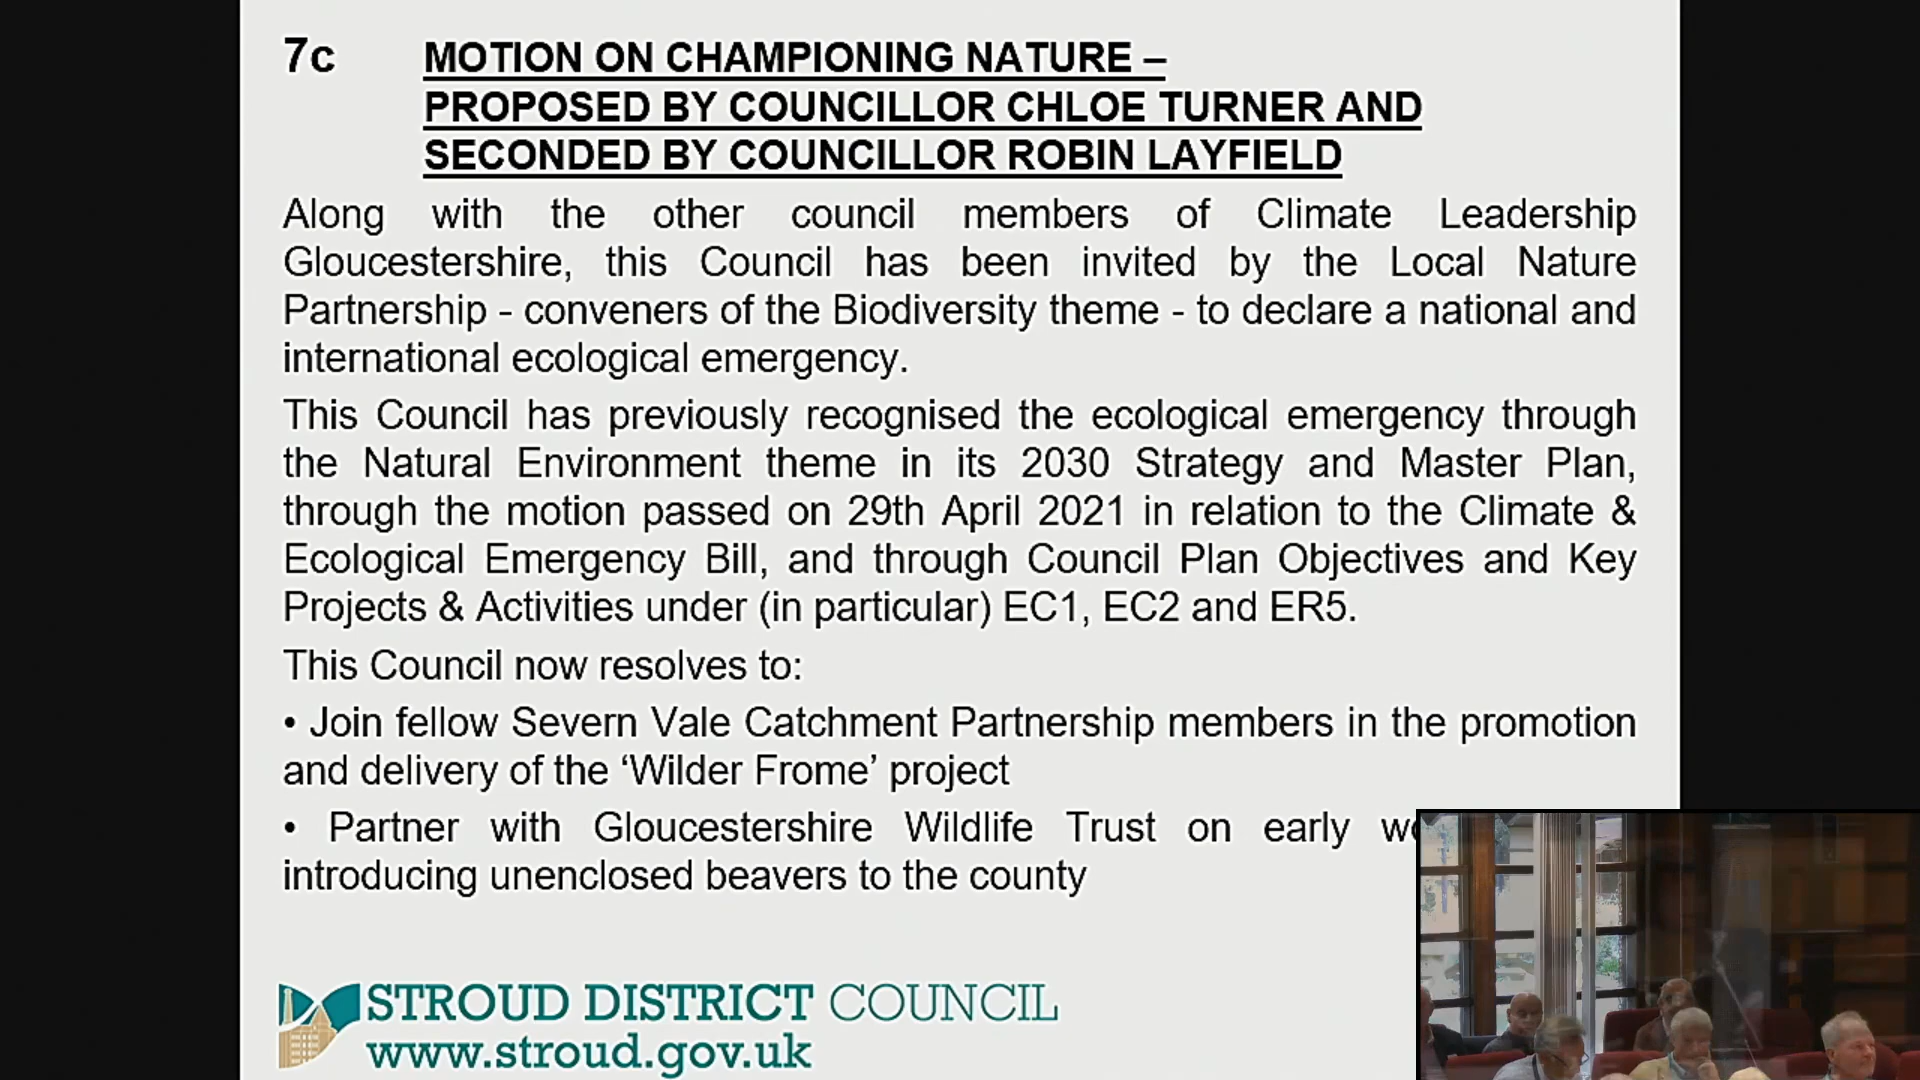 7c MOTION ON CHAMPIONING NATURE –
PROPOSED BY COUNCILLOR CHLOE TURNER AND
SECONDED BY COUNCILLOR ROBIN LAYFIELD
Along with the other council members of Climate Leadership
Gloucestershire, this Council has been invited by the Local Nature
Partnership - conveners of the Biodiversity theme - to declare a national and
international ecological emergency.
This Council has previously recognised the ecological emergency through
the Natural Environment theme in its 2030 Strategy and Master Plan,
through the motion passed on 29th April 2021 in relation to the Climate &
Ecological Emergency Bill, and through Council Plan Objectives and Key
Projects & Activities under (in particular) EC1, EC2 and ER5.
This Council now resolves to:
• Join fellow Severn Vale Catchment Partnership members in the promotion
and delivery of the ‘Wilder Frome’ project
• Partner with Gloucestershire Wildlife Trust on early
introducing unenclosed beavers to the county
STROUD DISTRICT COUNCIL
www.stroud.gov.uk